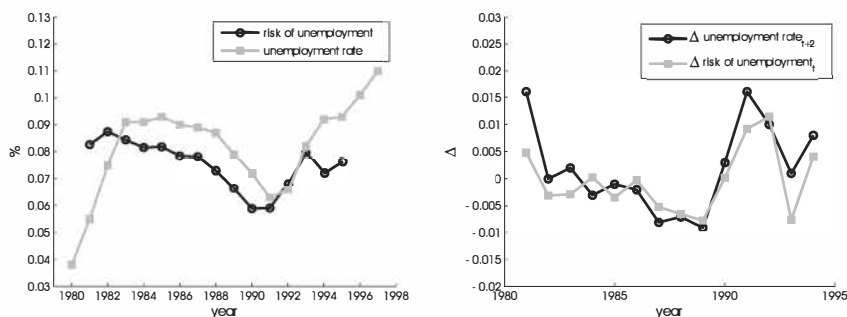 0.13
0.12
0.11
0.1
0.09
0.08
0.07
0.06
0.05
0.04
0.03
%
risk of unemployment
unemployment rate
1980 1982 1984 1986 1988 1990 1992 1994 1996 1998
year
0.03
0.025
0.02
0.015
0.01
0.005
0
- 0.005
- 0.01
- 0.015
- 0.02
Δ
Δ unemployment rate t+2
Δ risk of unemployment t
1980 1985 1990 1995
year